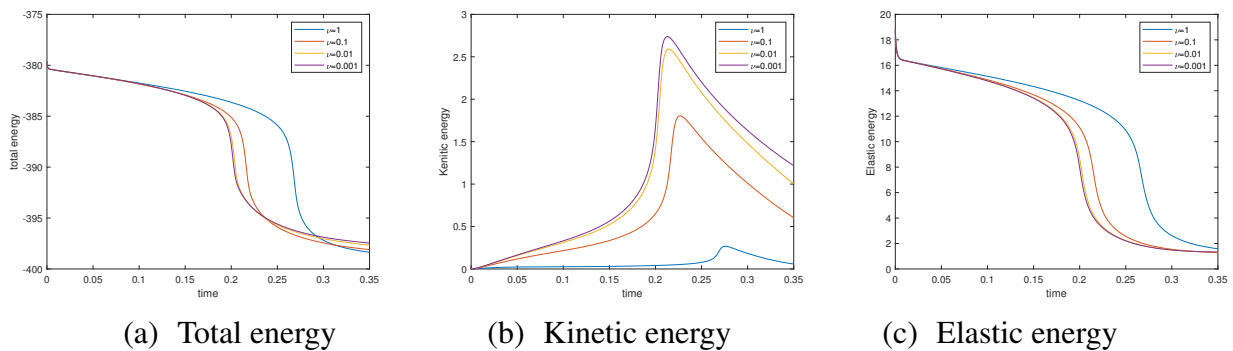 -375
-380
-385
-390
-395
-400
total energy
0 0.05 0.1 0.15 0.2 0.25 0.3 0.35
time
ν=1
ν=0.1
ν=0.01
ν=0.001
(a) Total energy
3
2.5
2
1.5
1
0.5
0
Kenitic energy
0 0.05 0.1 0.15 0.2 0.25 0.3 0.35
time
ν=1
ν=0.1
ν=0.01
ν=0.001
(b) Kinetic energy
20
18
16
14
12
10
8
6
4
2
0
Elastic energy
0 0.05 0.1 0.15 0.2 0.25 0.3 0.35
time
ν=1
ν=0.1
ν=0.01
ν=0.001
(c) Elastic energy